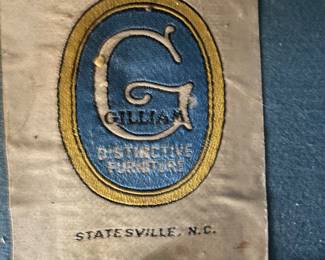 G
GILLIAM
DISTINCTIVE
FURNITURE
STATESVILLE, N.C.